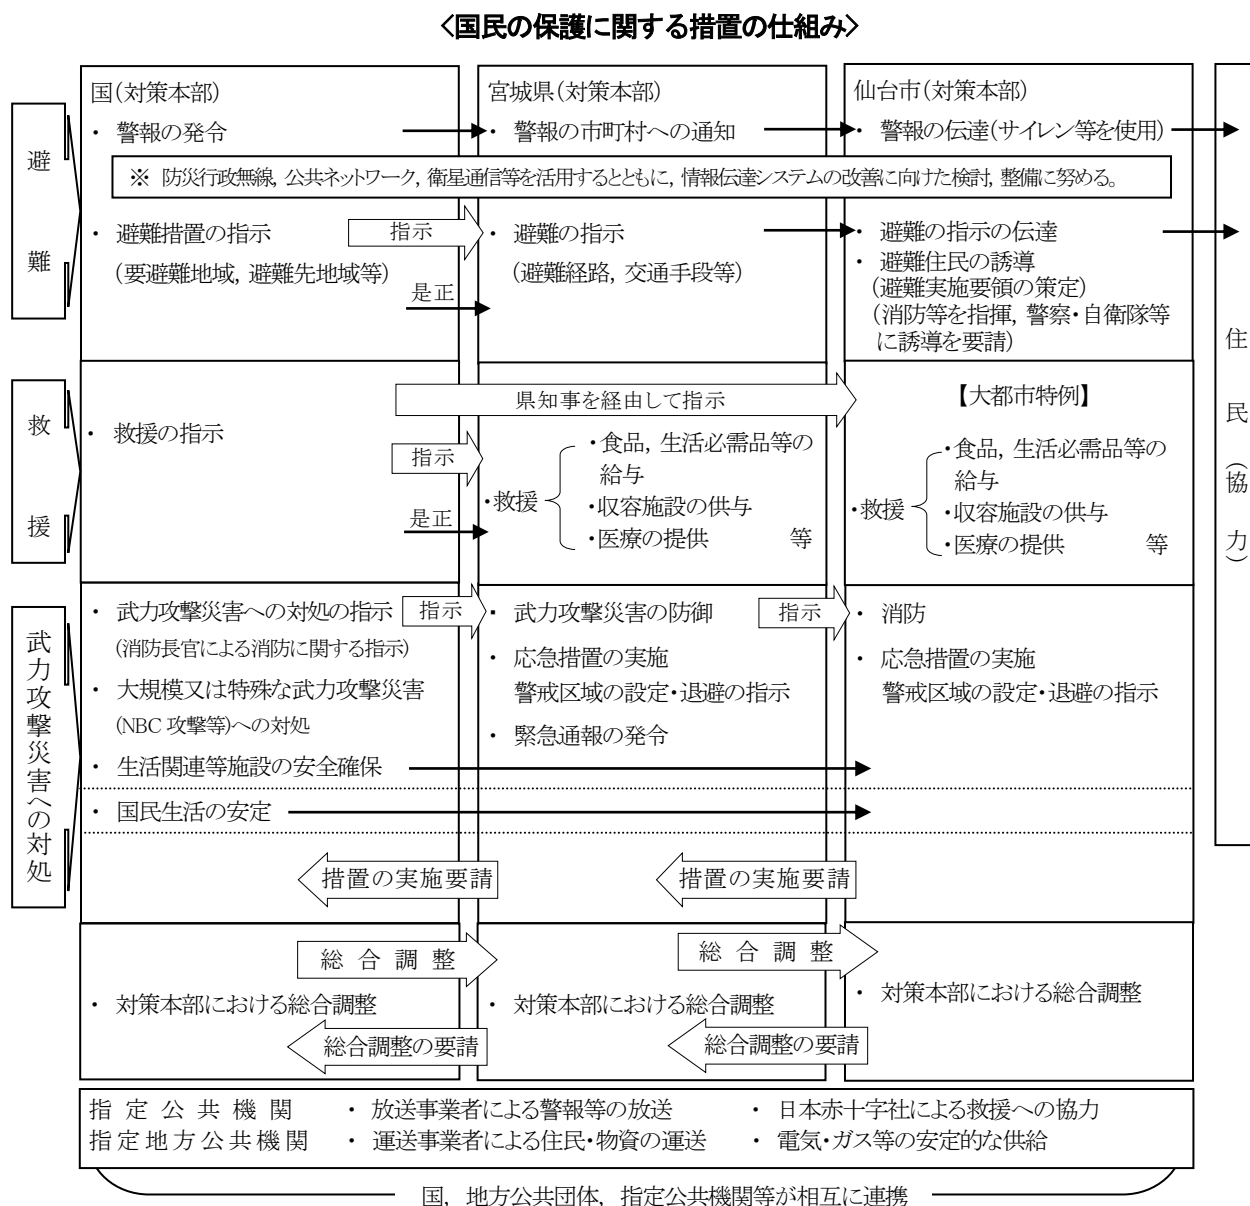 <国民の保護に関する措置の仕組み>
避難
国(対策本部)
・ 警報の発令
宮城県(対策本部)
・ 警報の市町村への通知
仙台市(対策本部)
・ 警報の伝達(サイレン等を使用)
※ 防災行政無線, 公共ネットワーク, 衛星通信等を活用するとともに, 情報伝達システムの改善に向けた検討, 整備に努める。
・ 避難措置の指示
(要避難地域, 避難先地域等)
指示
是正
・ 避難の指示
(避難経路, 交通手段等)
・ 避難の指示の伝達
・ 避難住民の誘導
(避難実施要領の策定)
(消防等を指揮, 警察・自衛隊等
に誘導を要請)
住民(協力)
救援
・ 救援の指示
県知事を経由して指示
指示
是正
・救援
・食品, 生活必需品等の
給与
・収容施設の供与
・医療の提供 等
【大都市特例】
・救援
・食品, 生活必需品等の
給与
・収容施設の供与
・医療の提供 等
武力攻撃災害への対処
・ 武力攻撃災害への対処の指示
(消防長官による消防に関する指示)
・ 大規模又は特殊な武力攻撃災害
(NBC 攻撃等)への対処
・ 生活関連等施設の安全確保
・ 国民生活の安定
指示
・ 武力攻撃災害の防御
・ 応急措置の実施
警戒区域の設定・退避の指示
・ 緊急通報の発令
指示
・ 消防
・ 応急措置の実施
警戒区域の設定・退避の指示
措置の実施要請
措置の実施要請
総合調整
総合調整
・ 対策本部における総合調整
・ 対策本部における総合調整
・ 対策本部における総合調整
総合調整の要請
総合調整の要請
指定公共機関 ・ 放送事業者による警報等の放送 ・ 日本赤十字社による救援への協力
指定地方公共機関 ・ 運送事業者による住民・物資の運送 ・ 電気・ガス等の安定的な供給
国, 地方公共団体, 指定公共機関等が相互に連携